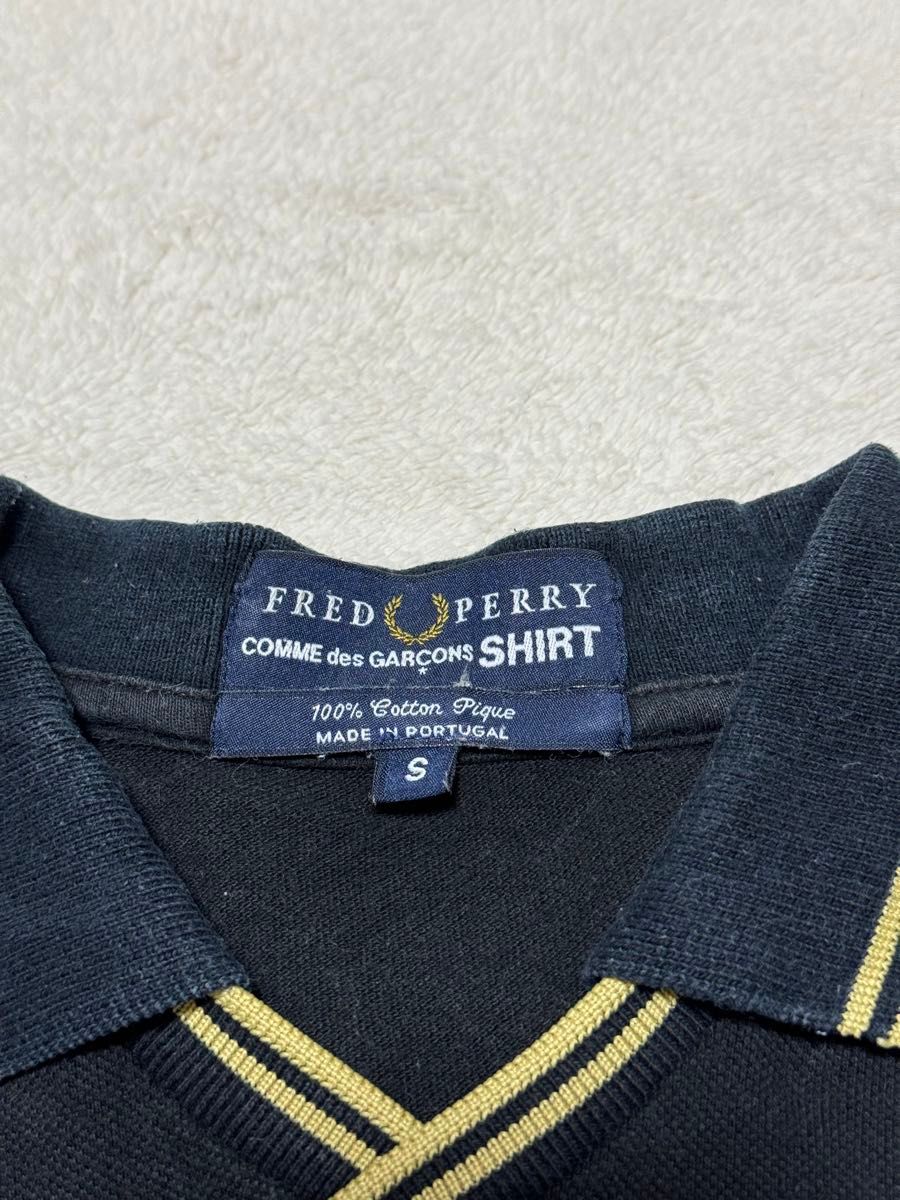 FRED PERRY
COMME des GARÇONS SHIRT
100% Cotton Pique
MADE IN PORTUGAL
S